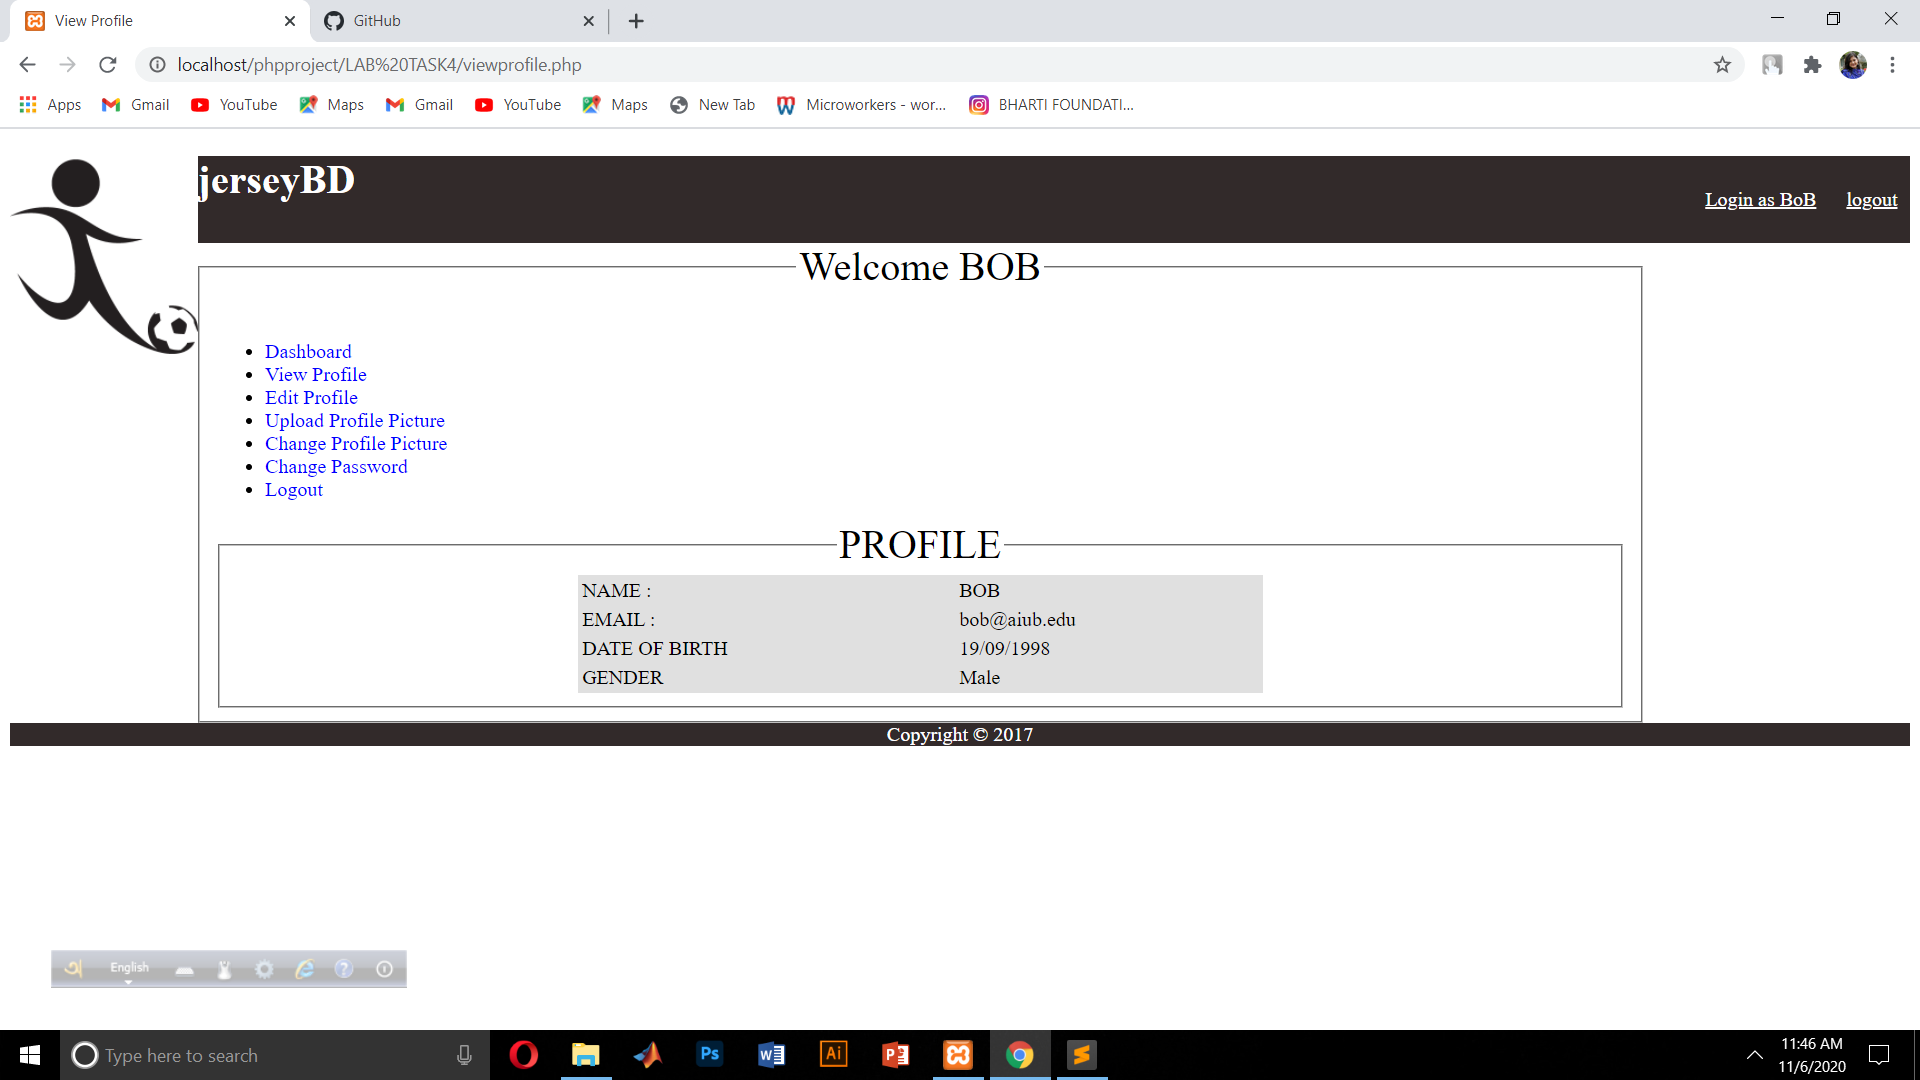 View Profile
GitHub
localhost/phpproject/LAB%20TASK4/viewprofile.php
Apps
Gmail
YouTube
Maps
Gmail
YouTube
Maps
New Tab
Microworkers - wor...
BHARTI FOUNDATI...
jerseyBD
Login as BoB
logout
Welcome BOB
Dashboard
View Profile
Edit Profile
Upload Profile Picture
Change Profile Picture
Change Password
Logout
PROFILE
NAME : BOB
EMAIL : bob@aiub.edu
DATE OF BIRTH 19/09/1998
GENDER Male
Copyright © 2017
অ English
Type here to search
Ps
W
Ai
P
11:46 AM
11/6/2020